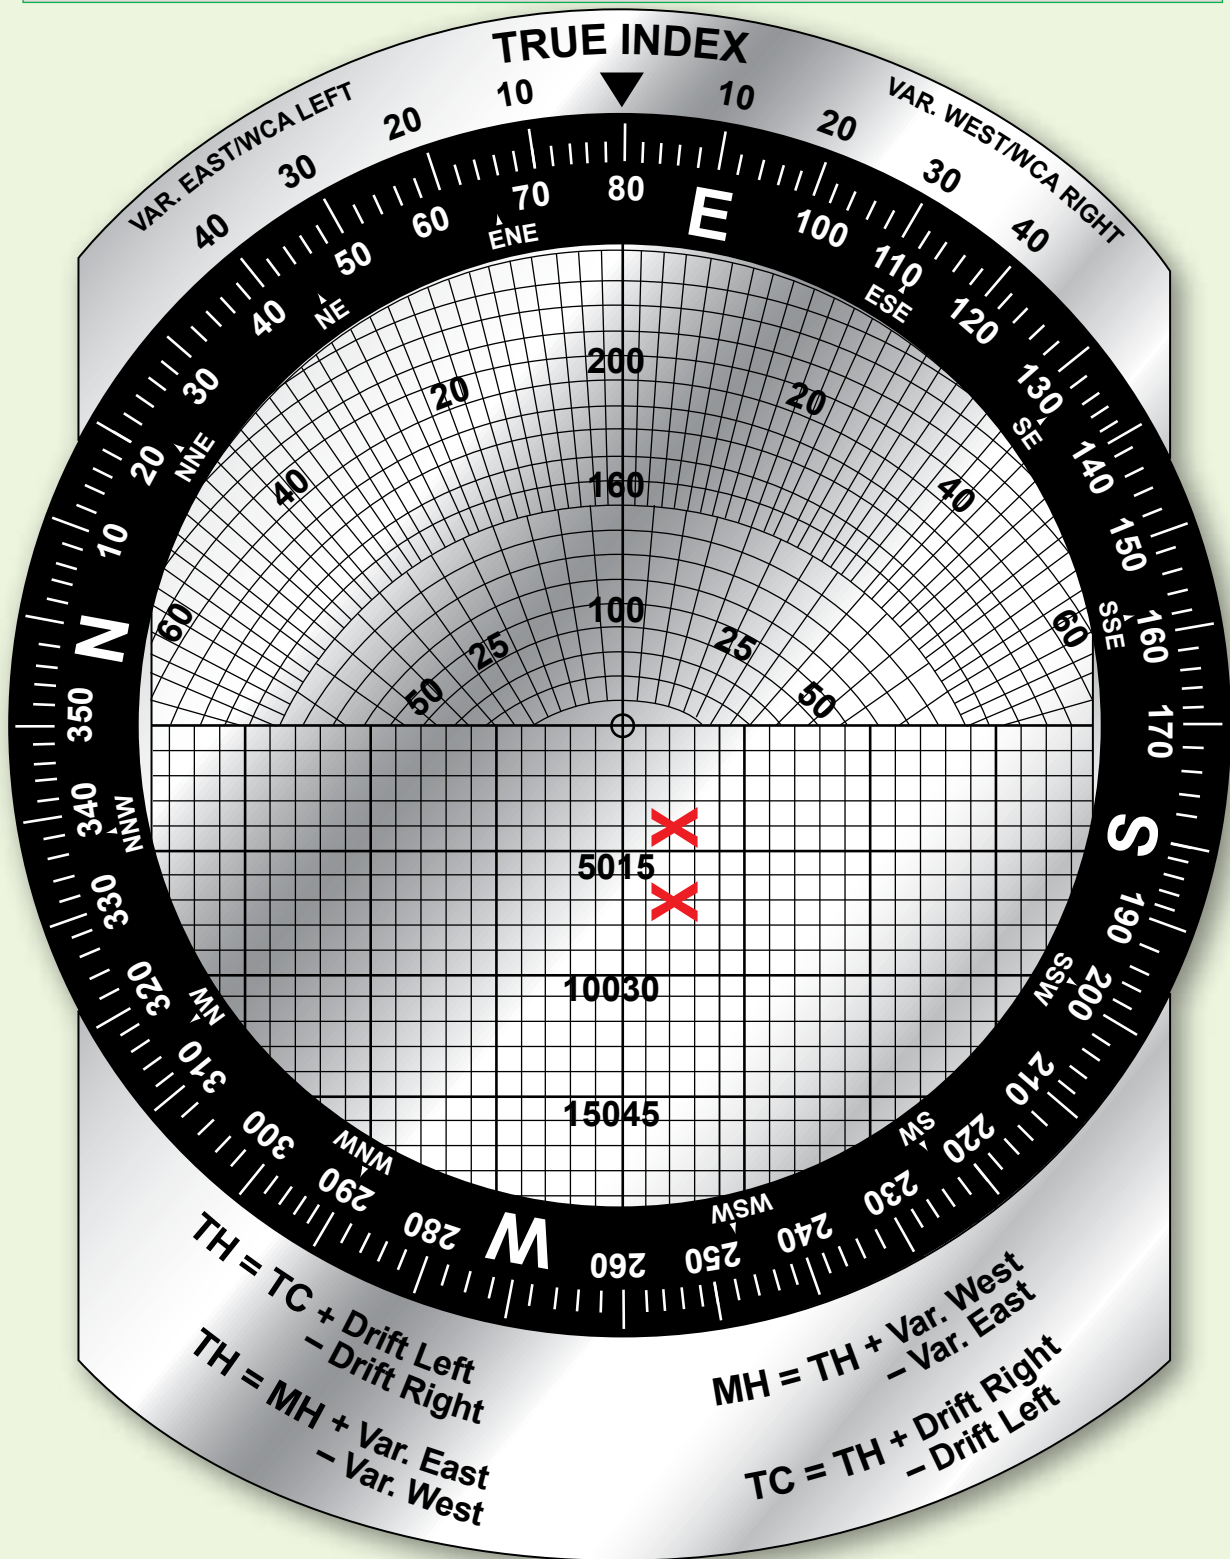 TRUE INDEX
VAR. EAST/WCA LEFT
VAR. WEST/WCA RIGHT
40 30 20 10 10 20 30 40
N 10 20 30 40 50 60 70 80 E 100 110 120 130 140 150 160 170 S 190 200 210 220 230 240 250 260 W 280 290 300 310 320 330 340 350
NNE NE ENE ESE SE SSE SSW SW WSW WNW NW NNW
200
20 20
40 160 40
60 100 60
25 25
50 50
X
5015
X
10030
15045
TH = TC + Drift Left
– Drift Right
TH = MH + Var. East
– Var. West
MH = TH + Var. West
– Var. East
TC = TH + Drift Right
– Drift Left